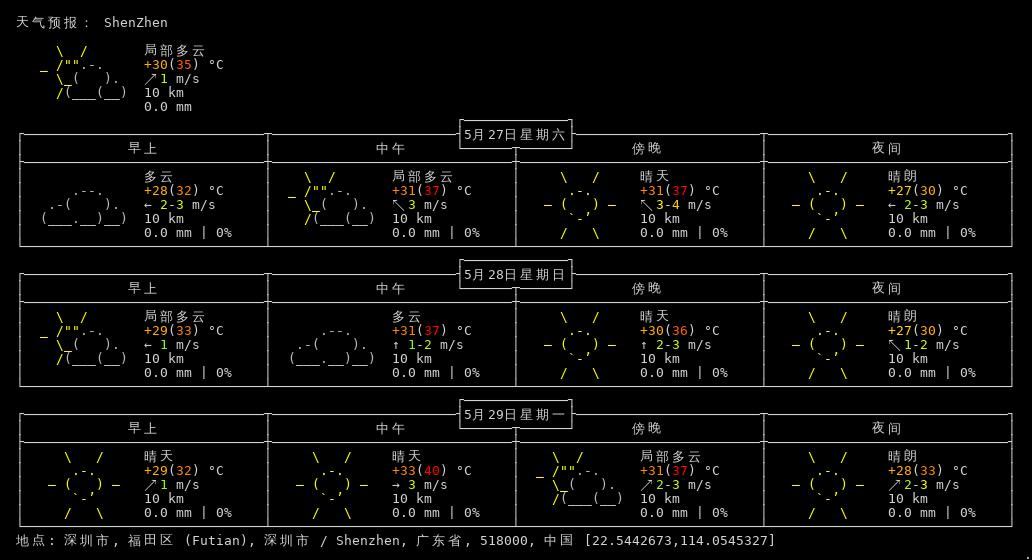 天气预报： ShenZhen
局部多云
+30(35) °C
↗1 m/s
10 km
0.0 mm
5月27日星期六
早上 中午 傍晚 夜间
多云 局部多云 晴天 晴朗
+28(32) °C +31(37) °C +31(37) °C +27(30) °C
← 2-3 m/s ↖3 m/s ↖3-4 m/s ← 2-3 m/s
10 km 10 km 10 km 10 km
0.0 mm | 0% 0.0 mm | 0% 0.0 mm | 0% 0.0 mm | 0%
5月28日星期日
早上 中午 傍晚 夜间
局部多云 多云 晴天 晴朗
+29(33) °C +31(37) °C +30(36) °C +27(30) °C
← 1 m/s ↑ 1-2 m/s ↑ 2-3 m/s ↖1-2 m/s
10 km 10 km 10 km 10 km
0.0 mm | 0% 0.0 mm | 0% 0.0 mm | 0% 0.0 mm | 0%
5月29日星期一
早上 中午 傍晚 夜间
晴天 晴天 局部多云 晴朗
+29(32) °C +33(40) °C +31(37) °C +28(33) °C
↗1 m/s → 3 m/s ↗2-3 m/s ↗2-3 m/s
10 km 10 km 10 km 10 km
0.0 mm | 0% 0.0 mm | 0% 0.0 mm | 0% 0.0 mm | 0%
地点: 深圳市, 福田区 (Futian), 深圳市 / Shenzhen, 广东省, 518000, 中国 [22.5442673,114.0545327]